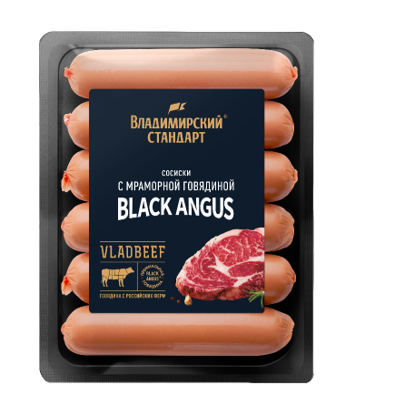 Владимирский®
стандарт
сосиски
с мраморной говядиной
BLACK ANGUS
VLADBEEF
BLACK
ANGUS
говядина с российских ферм